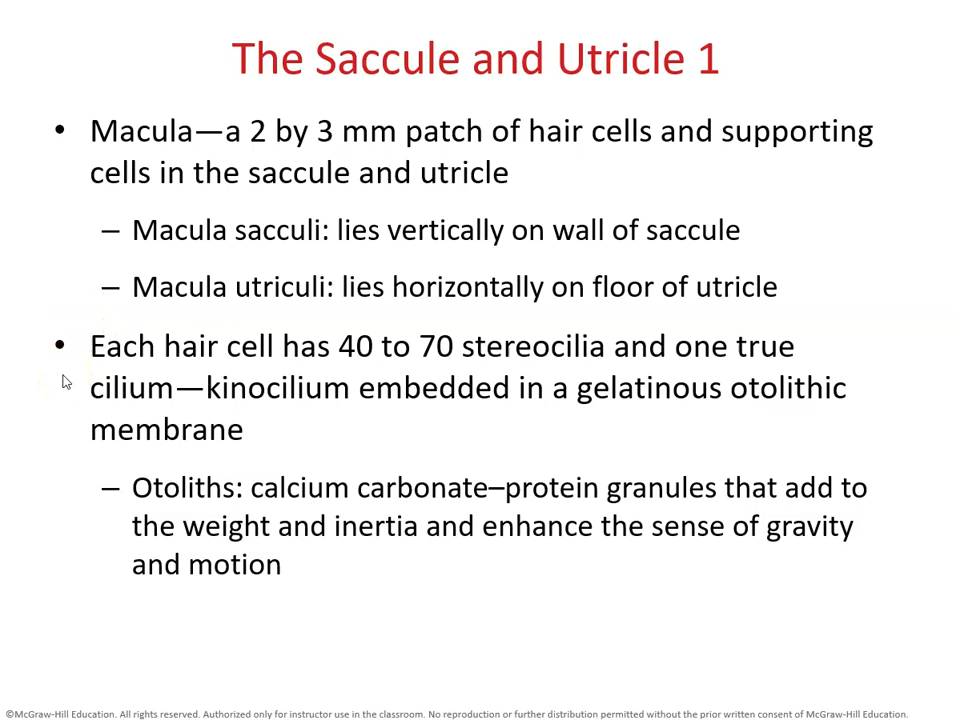 The Saccule and Utricle 1
• Macula—a 2 by 3 mm patch of hair cells and supporting
cells in the saccule and utricle
– Macula sacculi: lies vertically on wall of saccule
– Macula utriculi: lies horizontally on floor of utricle
• Each hair cell has 40 to 70 stereocilia and one true
cilium—kinocilium embedded in a gelatinous otolithic
membrane
– Otoliths: calcium carbonate–protein granules that add to
the weight and inertia and enhance the sense of gravity
and motion
©McGraw-Hill Education. All rights reserved. Authorized only for instructor use in the classroom. No reproduction or further distribution permitted without the prior written consent of McGraw-Hill Education.